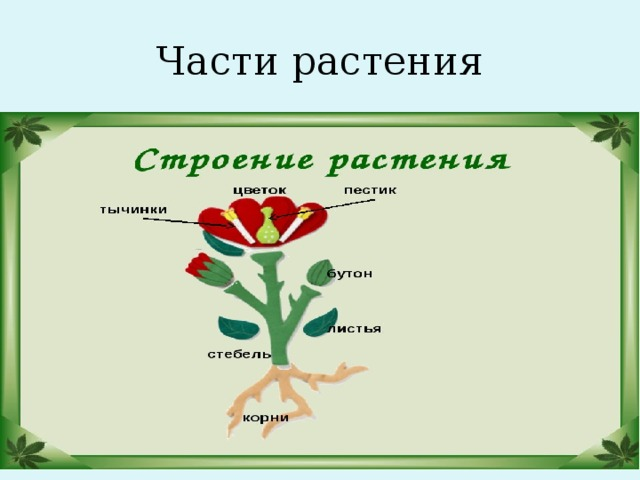 Части растения
Строение растения
цветок пестик
тычинки
бутон
листья
стебель
корни